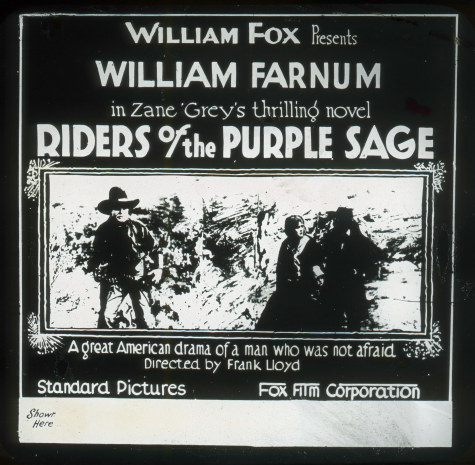 WILLIAM FOX Presents
WILLIAM FARNUM
in Zane Grey's thrilling novel
RIDERS of the PURPLE SAGE
A great American drama of a man who was not afraid
Directed by Frank Lloyd
Standard Pictures Fox Film Corporation
Shown
Here